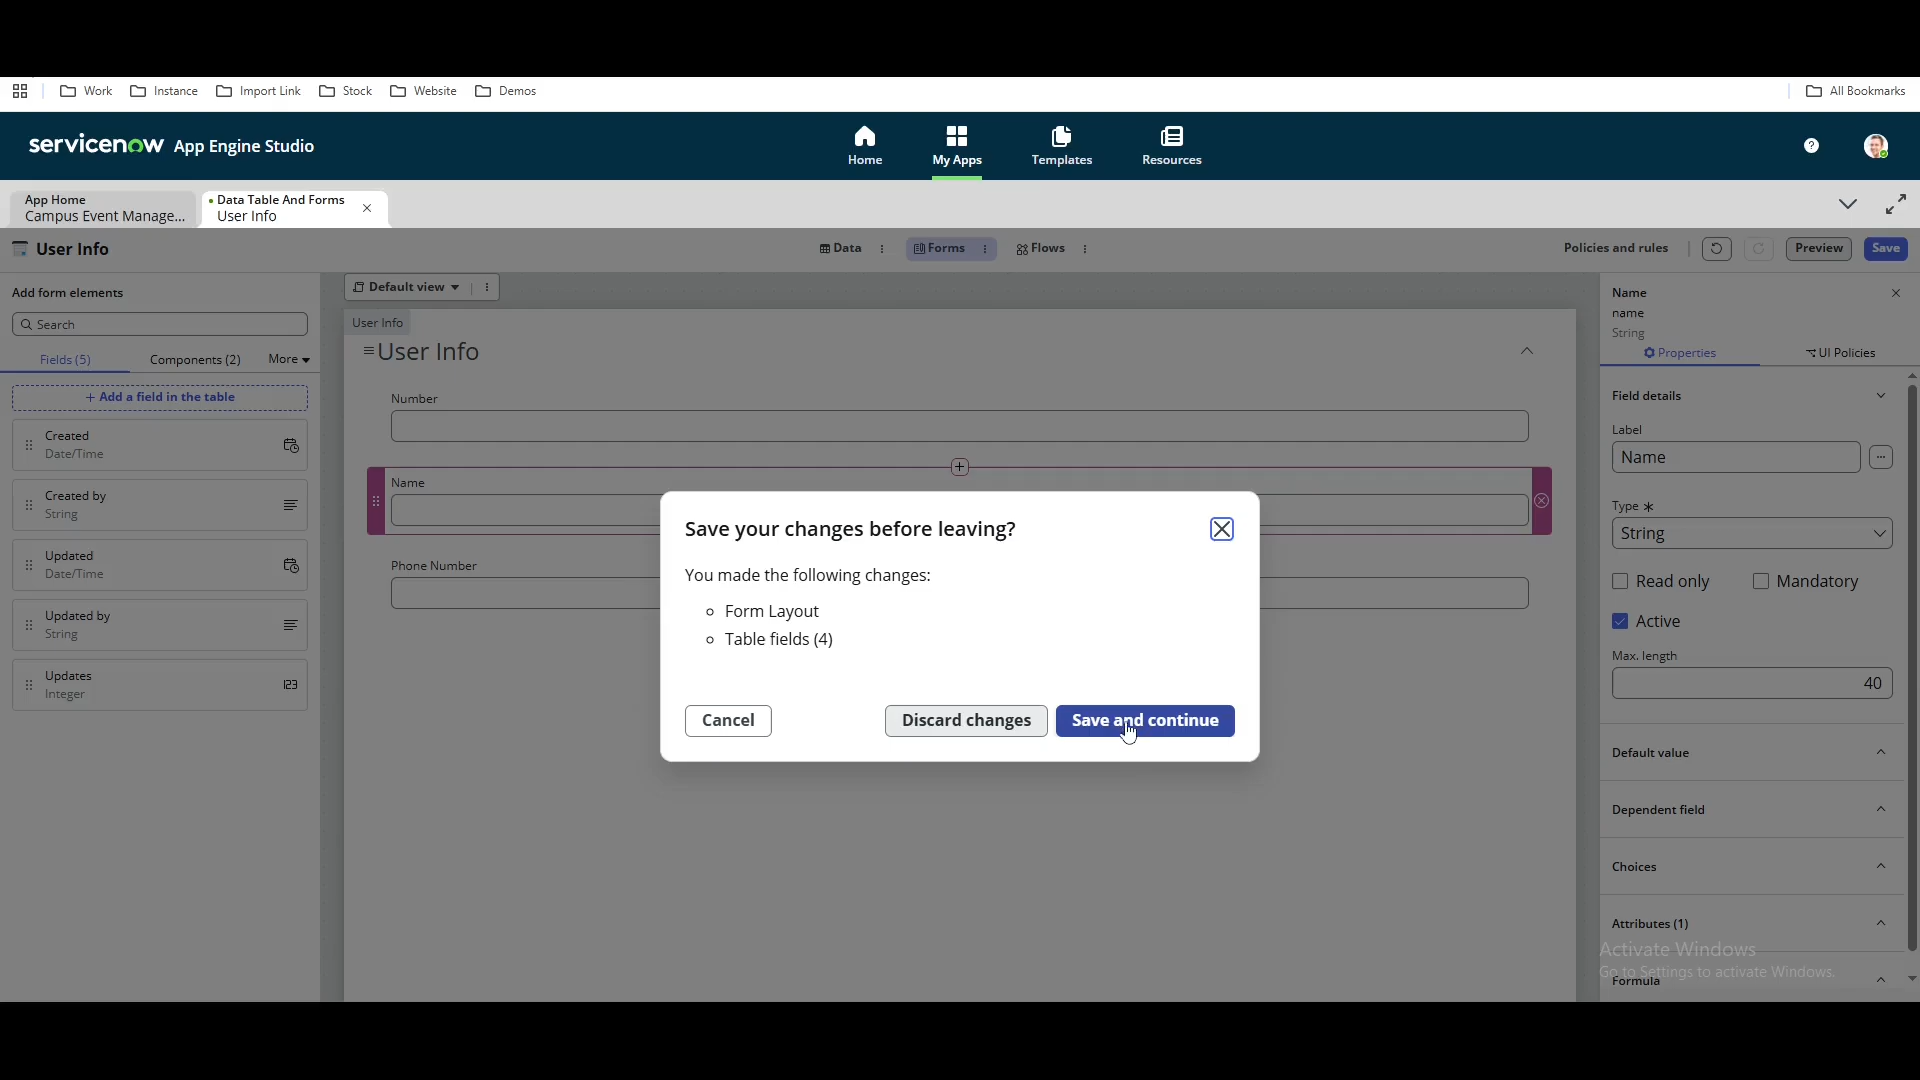 Work
Instance
Import Link
Stock
Website
Demos
All Bookmarks
servicenow App Engine Studio
Home
My Apps
Templates
Resources
?
App Home
Campus Event Manage...
Data Table And Forms
User Info
User Info
Data
Forms
Flows
Policies and rules
Preview
Save
Add form elements
Search
Fields (5)
Components (2)
More
+ Add a field in the table
Created
Date/Time
Created by
String
Updated
Date/Time
Updated by
String
Updates
Integer
123
Default view
User Info
User Info
Number
Name
Phone Number
Save your changes before leaving?
You made the following changes:
Form Layout
Table fields (4)
Cancel
Discard changes
Save and continue
Name
name
String
Properties
UI Policies
Field details
Label
Name
Type *
String
Read only
Mandatory
Active
Max. length
40
Default value
Dependent field
Choices
Attributes (1)
Activate Windows
Go to Settings to activate Windows.
Formula